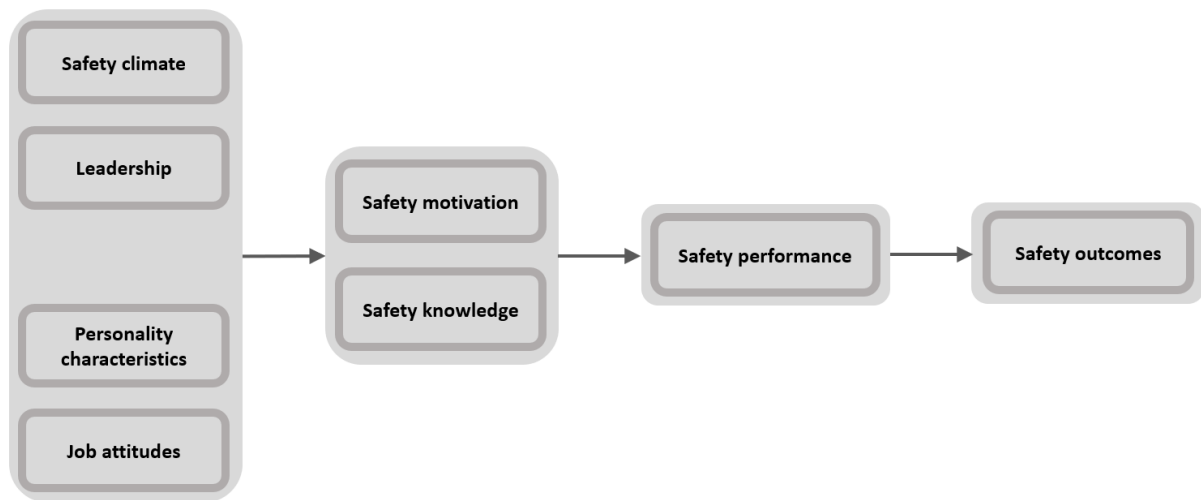 Safety climate
Leadership
Personality
characteristics
Job attitudes
Safety motivation
Safety knowledge
Safety performance
Safety outcomes